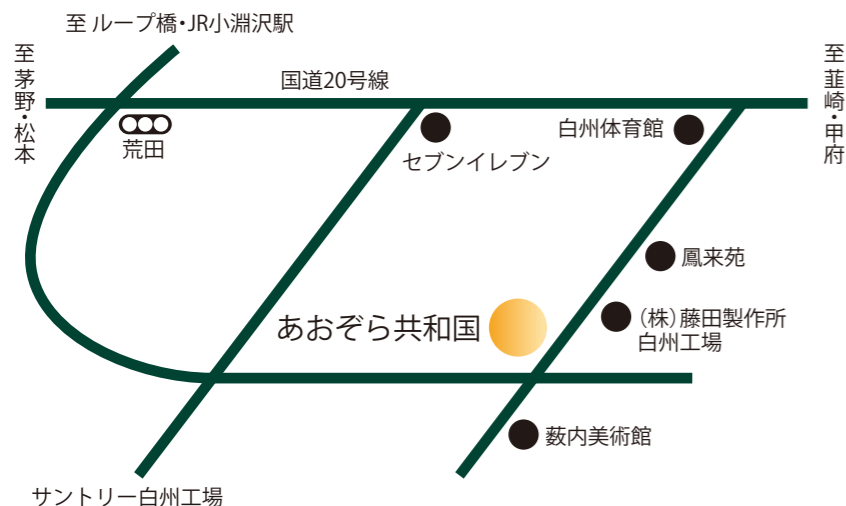 至 ループ橋・JR小淵沢駅
至 茅野・松本
国道20号線
至 韮崎・甲府
荒田
セブンイレブン
白州体育館
鳳来苑
あおぞら共和国
（株）藤田製作所
白州工場
薮内美術館
サントリー白州工場